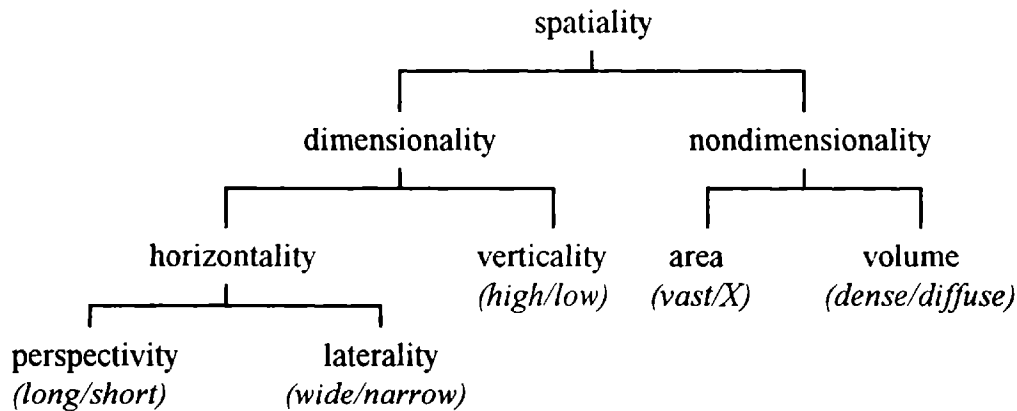 spatiality
dimensionality nondimensionality
horizontality verticality area volume
(high/low) (vast/X) (dense/diffuse)
perspectivity laterality
(long/short) (wide/narrow)